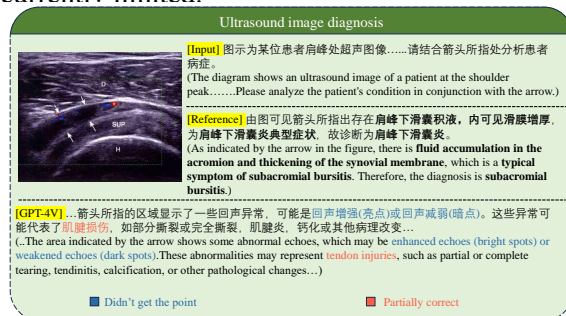 Ultrasound image diagnosis
[Input] 图示为某位患者肩峰处超声图像……请结合箭头所指处分析患者
病症。
(The diagram shows an ultrasound image of a patient at the shoulder
peak…….Please analyze the patient's condition in conjunction with the arrow.)
D
SUP
H
[Reference] 由图可见箭头所指出存在肩峰下滑囊积液，内可见滑膜增厚，
为肩峰下滑囊炎典型症状，故诊断为肩峰下滑囊炎。
(As indicated by the arrow in the figure, there is fluid accumulation in the
acromion and thickening of the synovial membrane, which is a typical
symptom of subacromial bursitis. Therefore, the diagnosis is subacromial
bursitis.)
[GPT-4V] …箭头所指的区域显示了一些回声异常，可能是回声增强(亮点)或回声减弱(暗点)。这些异常可
能代表了肌腱损伤，如部分撕裂或完全撕裂，肌腱炎，钙化或其他病理改变…
(..The area indicated by the arrow shows some abnormal echoes, which may be enhanced echoes (bright spots) or
weakened echoes (dark spots).These abnormalities may represent tendon injuries, such as partial or complete
tearing, tendinitis, calcification, or other pathological changes…)
Didn't get the point
Partially correct